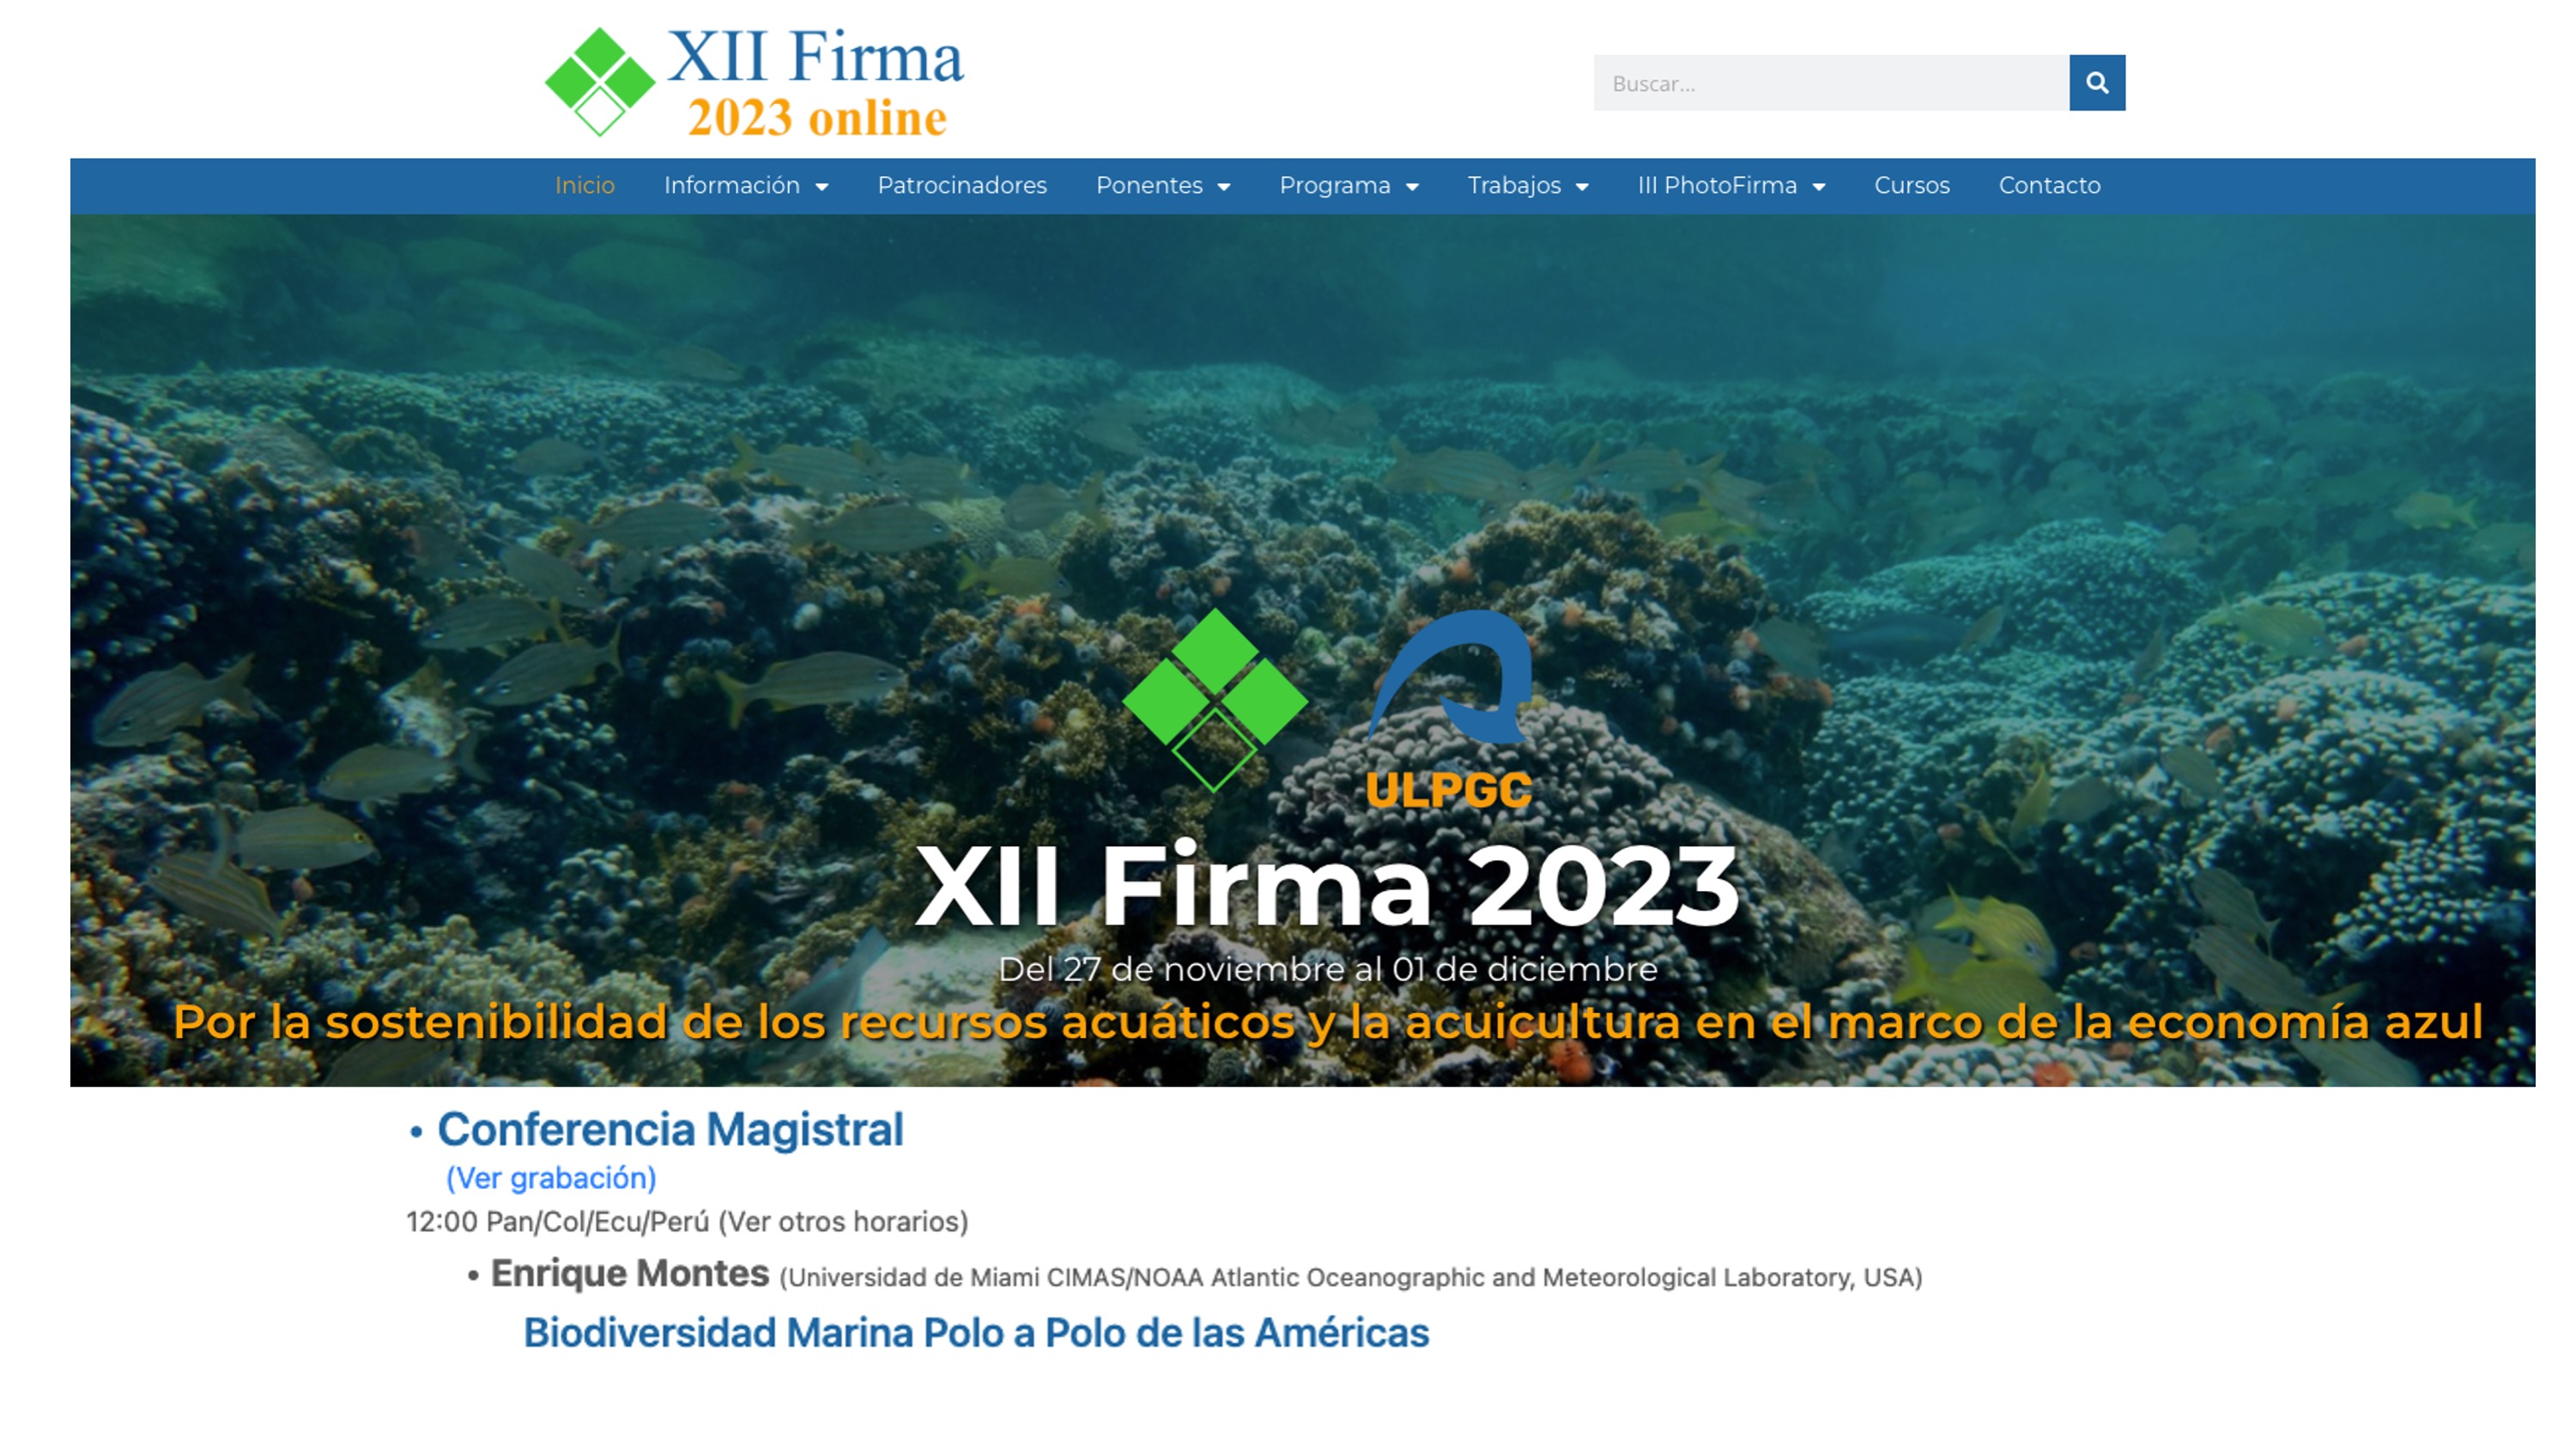 XII Firma
2023 online
Buscar...
Inicio Información Patrocinadores Ponentes Programa Trabajos III PhotoFirma Cursos Contacto
ULPGC
XII Firma 2023
Del 27 de noviembre al 01 de diciembre
Por la sostenibilidad de los recursos acuáticos y la acuicultura en el marco de la economía azul
• Conferencia Magistral
(Ver grabación)
12:00 Pan/Col/Ecu/Perú (Ver otros horarios)
• Enrique Montes (Universidad de Miami CIMAS/NOAA Atlantic Oceanographic and Meteorological Laboratory, USA)
Biodiversidad Marina Polo a Polo de las Américas